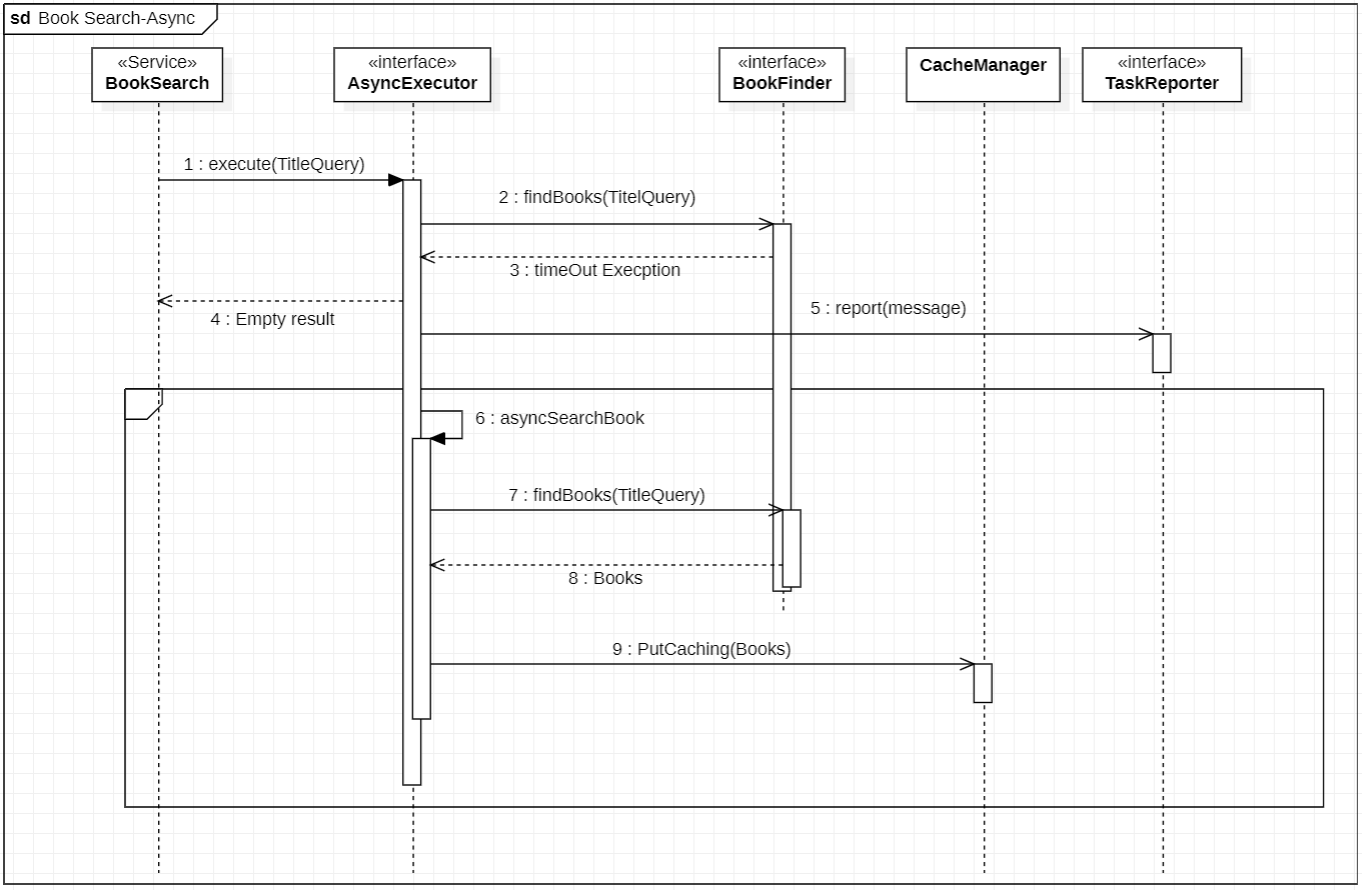 sd Book Search-Async
«Service»
BookSearch
«interface»
AsyncExecutor
«interface»
BookFinder
CacheManager
«interface»
TaskReporter
1 : execute(TitleQuery)
2 : findBooks(TitelQuery)
3 : timeOut Execption
4 : Empty result
5 : report(message)
6 : asyncSearchBook
7 : findBooks(TitleQuery)
8 : Books
9 : PutCaching(Books)